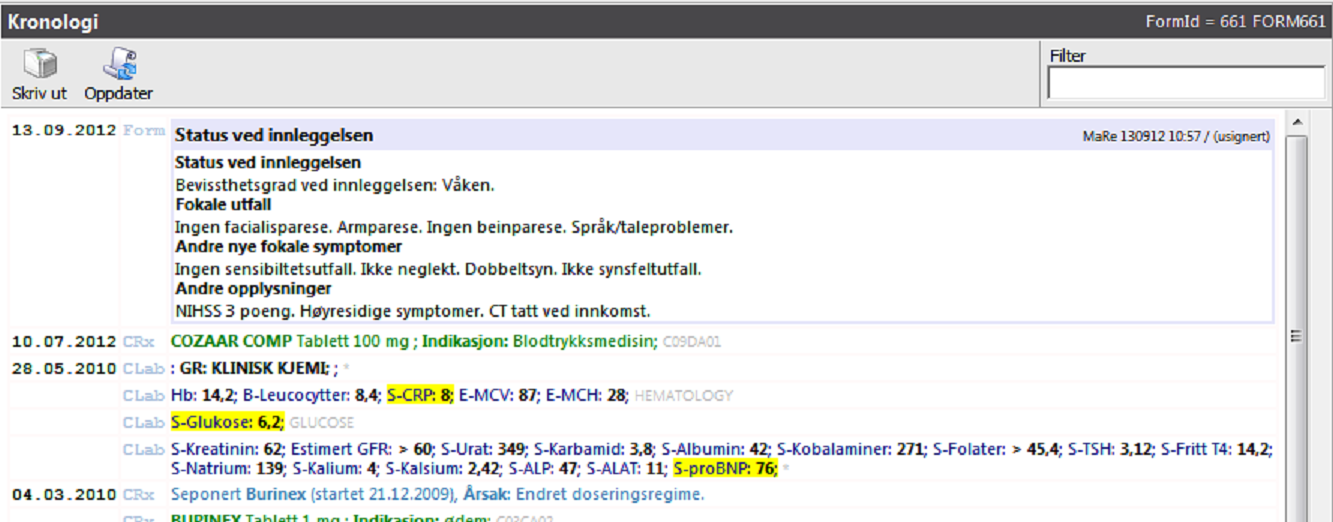 Kronologi FormId = 661 FORM661
Skriv ut Oppdater Filter
13.09.2012 Form Status ved innleggelsen MaRe 130912 10:57 / (usignert)
Status ved innleggelsen
Bevissthetsgrad ved innleggelsen: Våken.
Fokale utfall
Ingen facialisparese. Armparese. Ingen beinparese. Språk/taleproblemer.
Andre nye fokale symptomer
Ingen sensibiltetsutfall. Ikke neglekt. Dobbeltsyn. Ikke synsfeltutfall.
Andre opplysninger
NIHSS 3 poeng. Høyresidige symptomer. CT tatt ved innkomst.
10.07.2012 CRx COZAAR COMP Tablett 100 mg ; Indikasjon: Blodtrykksmedisin; C09DA01
28.05.2010 CLab : GR: KLINISK KJEMI; ; *
CLab Hb: 14,2; B-Leucocytter: 8,4; S-CRP: 8; E-MCV: 87; E-MCH: 28; HEMATOLOGY
CLab S-Glukose: 6,2; GLUCOSE
CLab S-Kreatinin: 62; Estimert GFR: > 60; S-Urat: 349; S-Karbamid: 3,8; S-Albumin: 42; S-Kobalaminer: 271; S-Folater: > 45,4; S-TSH: 3,12; S-Fritt T4: 14,2;
S-Natrium: 139; S-Kalium: 4; S-Kalsium: 2,42; S-ALP: 47; S-ALAT: 11; S-proBNP: 76; *
04.03.2010 CRx Seponert Burinex (startet 21.12.2009), Årsak: Endret doseringsregime.
CRx BURINEX Tablett 1 mg ; Indikasjon: ødem; C03CA02